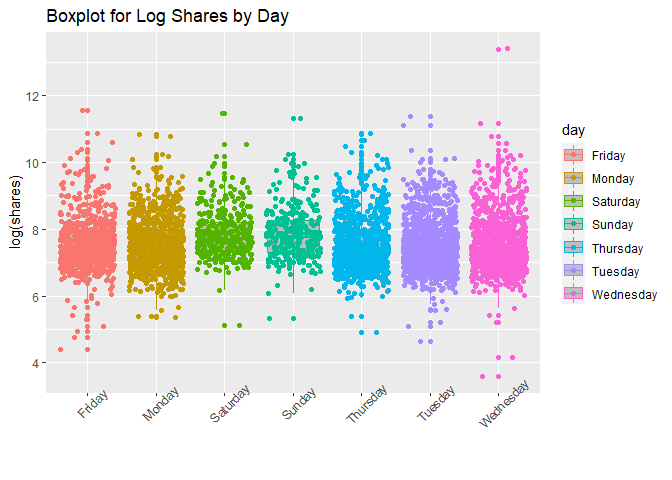 Boxplot for Log Shares by Day
log(shares)
12
10
8
6
4
Friday
Monday
Saturday
Sunday
Thursday
Tuesday
Wednesday
day
Friday
Monday
Saturday
Sunday
Thursday
Tuesday
Wednesday